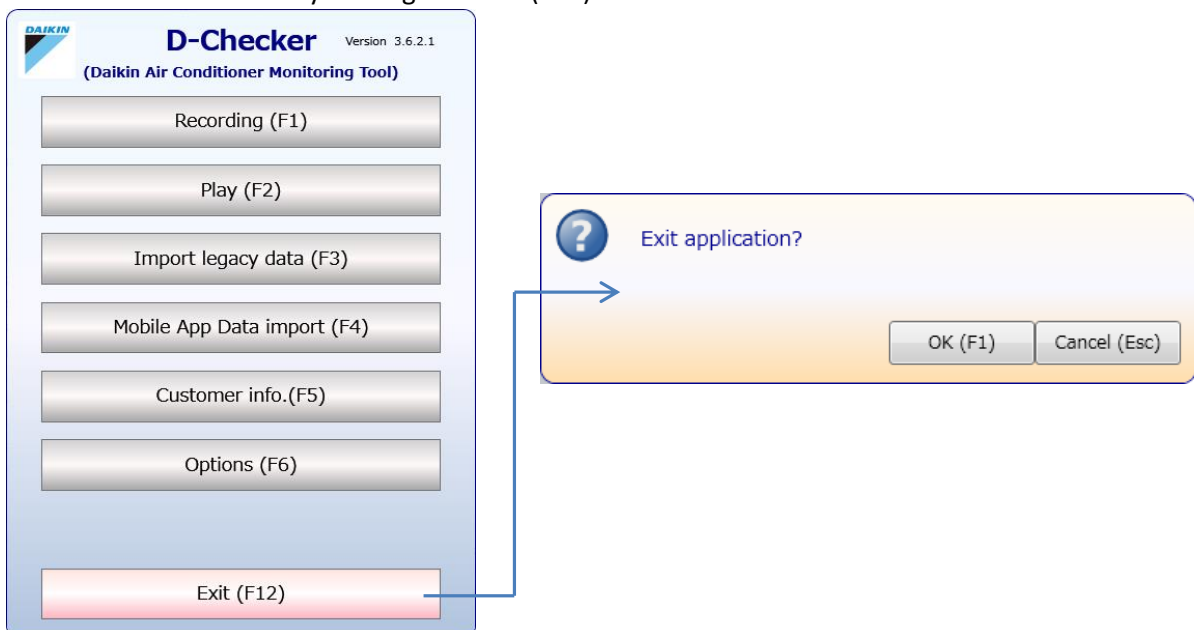 DAIKIN
D-Checker Version 3.6.2.1
(Daikin Air Conditioner Monitoring Tool)
Recording (F1)
Play (F2)
Import legacy data (F3)
Mobile App Data import (F4)
Customer info.(F5)
Options (F6)
Exit (F12)
?
Exit application?
OK (F1) Cancel (Esc)